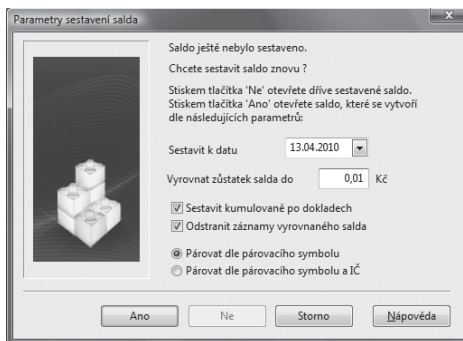 Parametry sestavení salda
Saldo ještě nebylo sestaveno.
Chcete sestavit saldo znovu ?
Stiskem tlačítka 'Ne' otevřete dříve sestavené saldo.
Stiskem tlačítka 'Ano' otevřete saldo, které se vytvoří
dle následujících parametrů:
Sestavit k datu 13.04.2010
Vyrovnat zůstatek salda do 0,01 Kč
Sestavit kumulovaně po dokladech
Odstranit záznamy vyrovnaného salda
Párovat dle párovacího symbolu
Párovat dle párovacího symbolu a IČ
Ano Ne Storno Nápověda